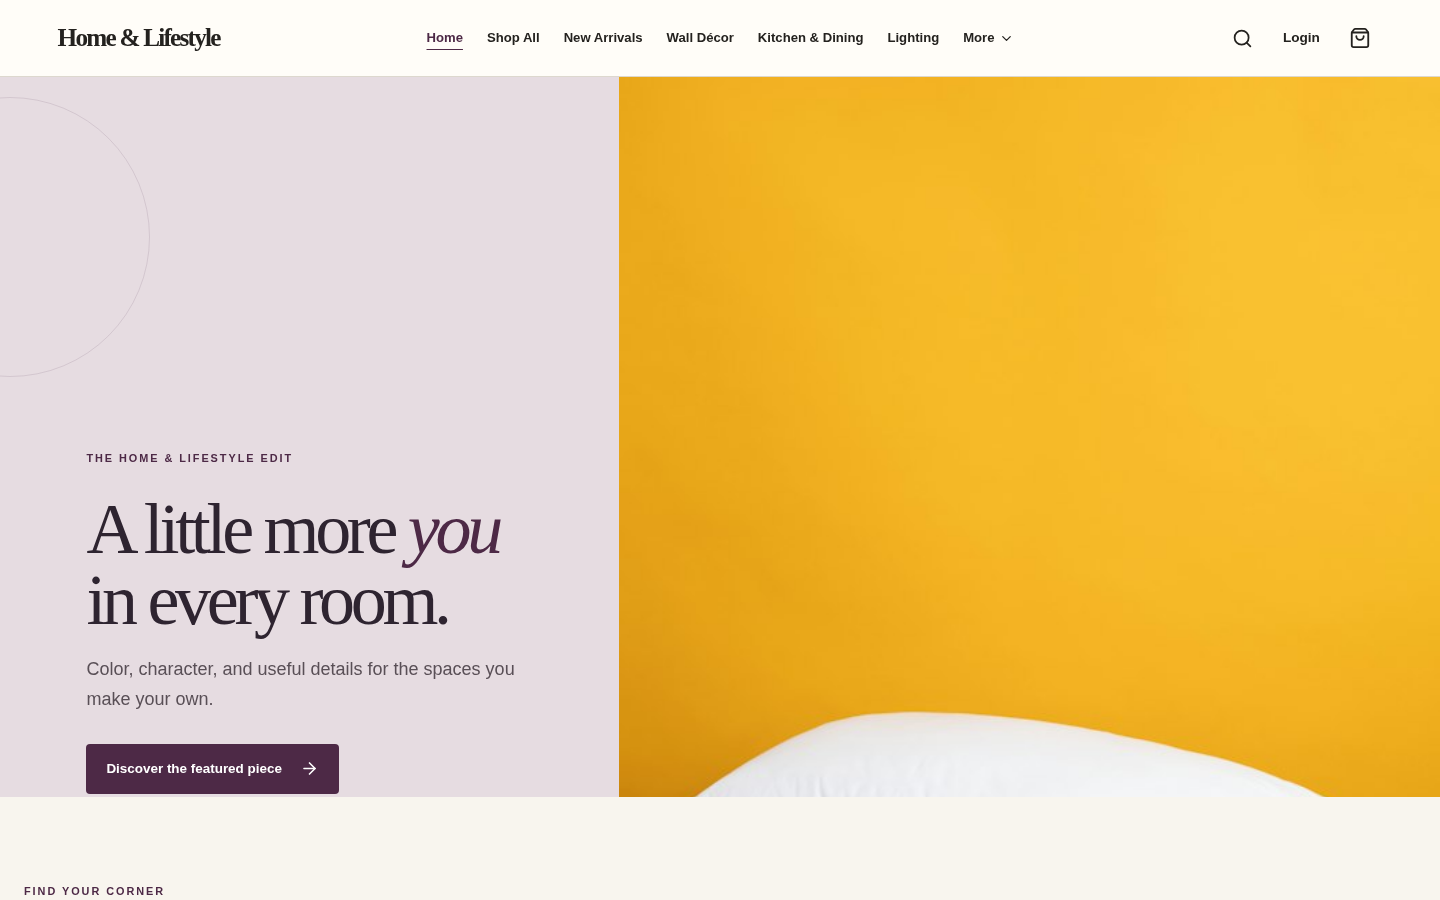 Home & Lifestyle
Home
Shop All
New Arrivals
Wall Décor
Kitchen & Dining
Lighting
More
Login
THE HOME & LIFESTYLE EDIT
A little more you
in every room.
Color, character, and useful details for the spaces you
make your own.
Discover the featured piece
FIND YOUR CORNER